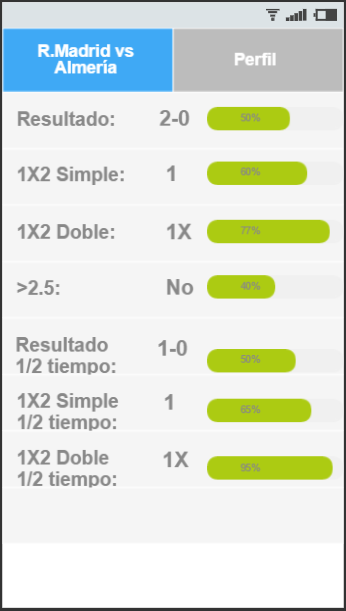 R.Madrid vs
Almería
Perfil
Resultado: 2-0 50%
1X2 Simple: 1 60%
1X2 Doble: 1X 77%
>2.5: No 40%
Resultado
1/2 tiempo: 1-0 50%
1X2 Simple
1/2 tiempo: 1 65%
1X2 Doble
1/2 tiempo: 1X 95%